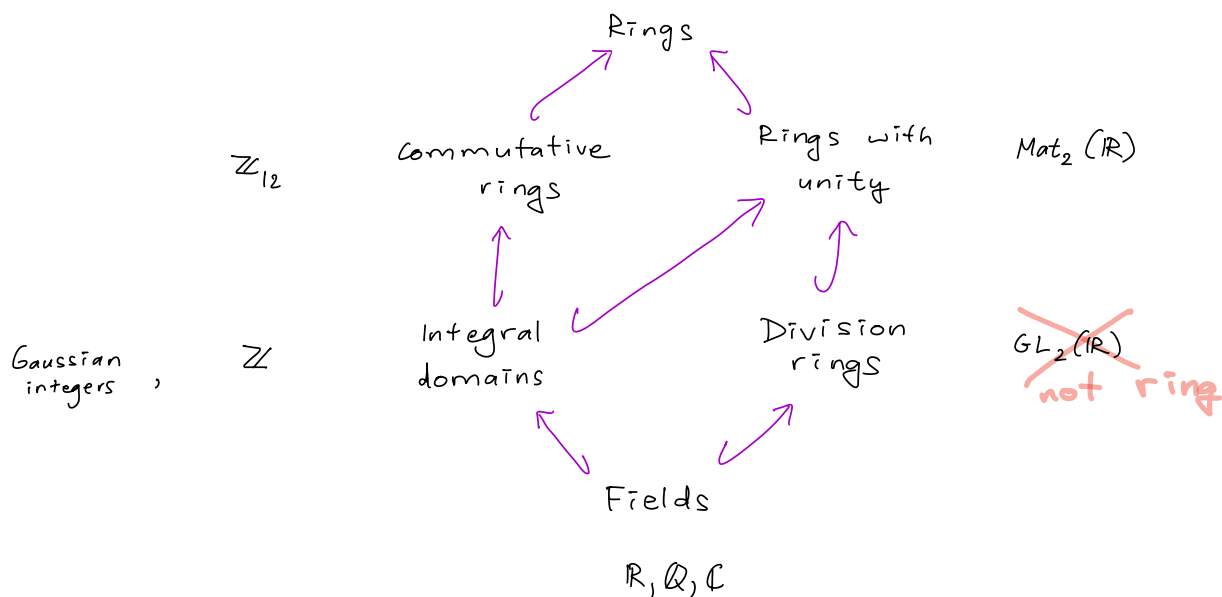 Rings
Commutative
rings
Rings with
unity
ℤ₁₂
Mat₂ (ℝ)
Integral
domains
Division
rings
Gaussian
integers , ℤ
GL₂(ℝ)
not ring
Fields
ℝ, ℚ, ℂ